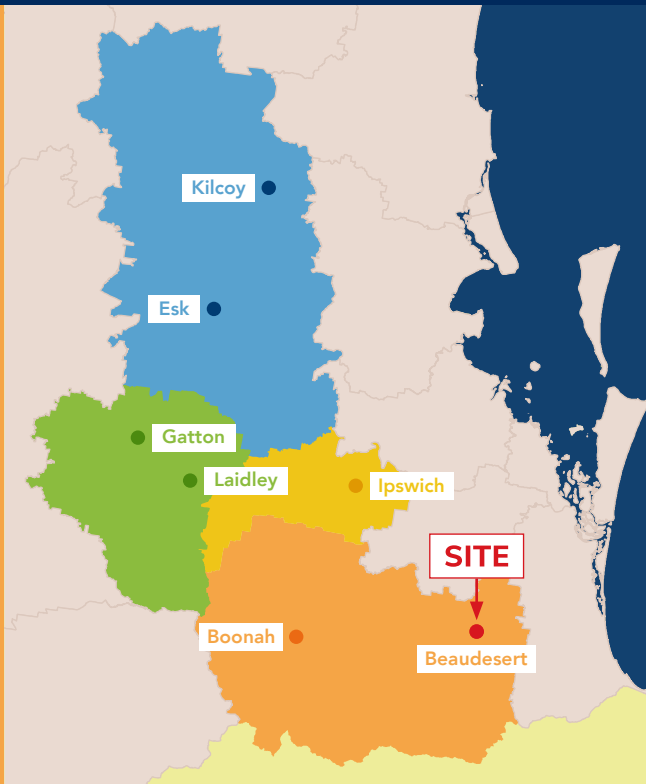 Kilcoy
Esk
Gatton
Laidley
Ipswich
SITE
Boonah
Beaudesert